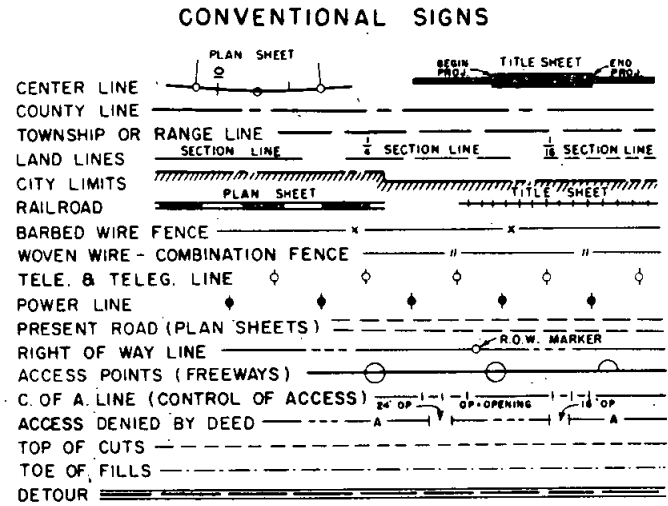 CONVENTIONAL SIGNS
PLAN SHEET
10
BEGIN PROJ. TITLE SHEET END PROJ.
CENTER LINE
COUNTY LINE
TOWNSHIP OR RANGE LINE
LAND LINES SECTION LINE 1/4 SECTION LINE 1/16 SECTION LINE
CITY LIMITS
PLAN SHEET TITLE SHEET
RAILROAD
BARBED WIRE FENCE x x
WOVEN WIRE - COMBINATION FENCE // //
TELE. & TELEG. LINE
POWER LINE
PRESENT ROAD (PLAN SHEETS)
R.O.W. MARKER
RIGHT OF WAY LINE
ACCESS POINTS (FREEWAYS)
C. OF A. LINE (CONTROL OF ACCESS)
24' OP OP=OPENING 16' OP
ACCESS DENIED BY DEED A A
TOP OF CUTS
TOE OF FILLS
DETOUR